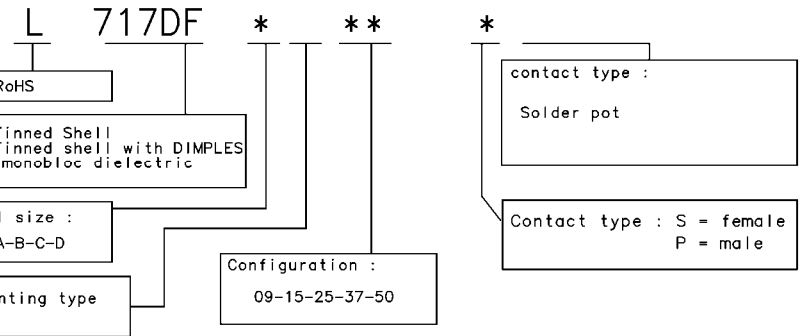 L 717DF * ** *
RoHS
Tinned Shell
Tinned shell with DIMPLES
monobloc dielectric
size :
A-B-C-D
type
Configuration :
09-15-25-37-50
contact type :
Solder pot
Contact type : S = female
P = male